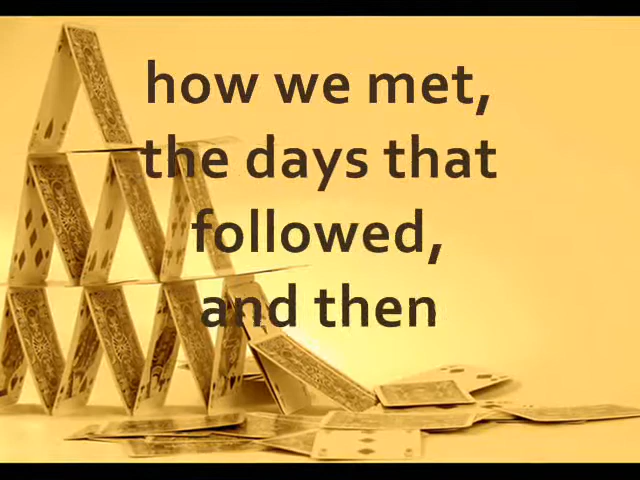 how we met,
the days that
followed,
and then